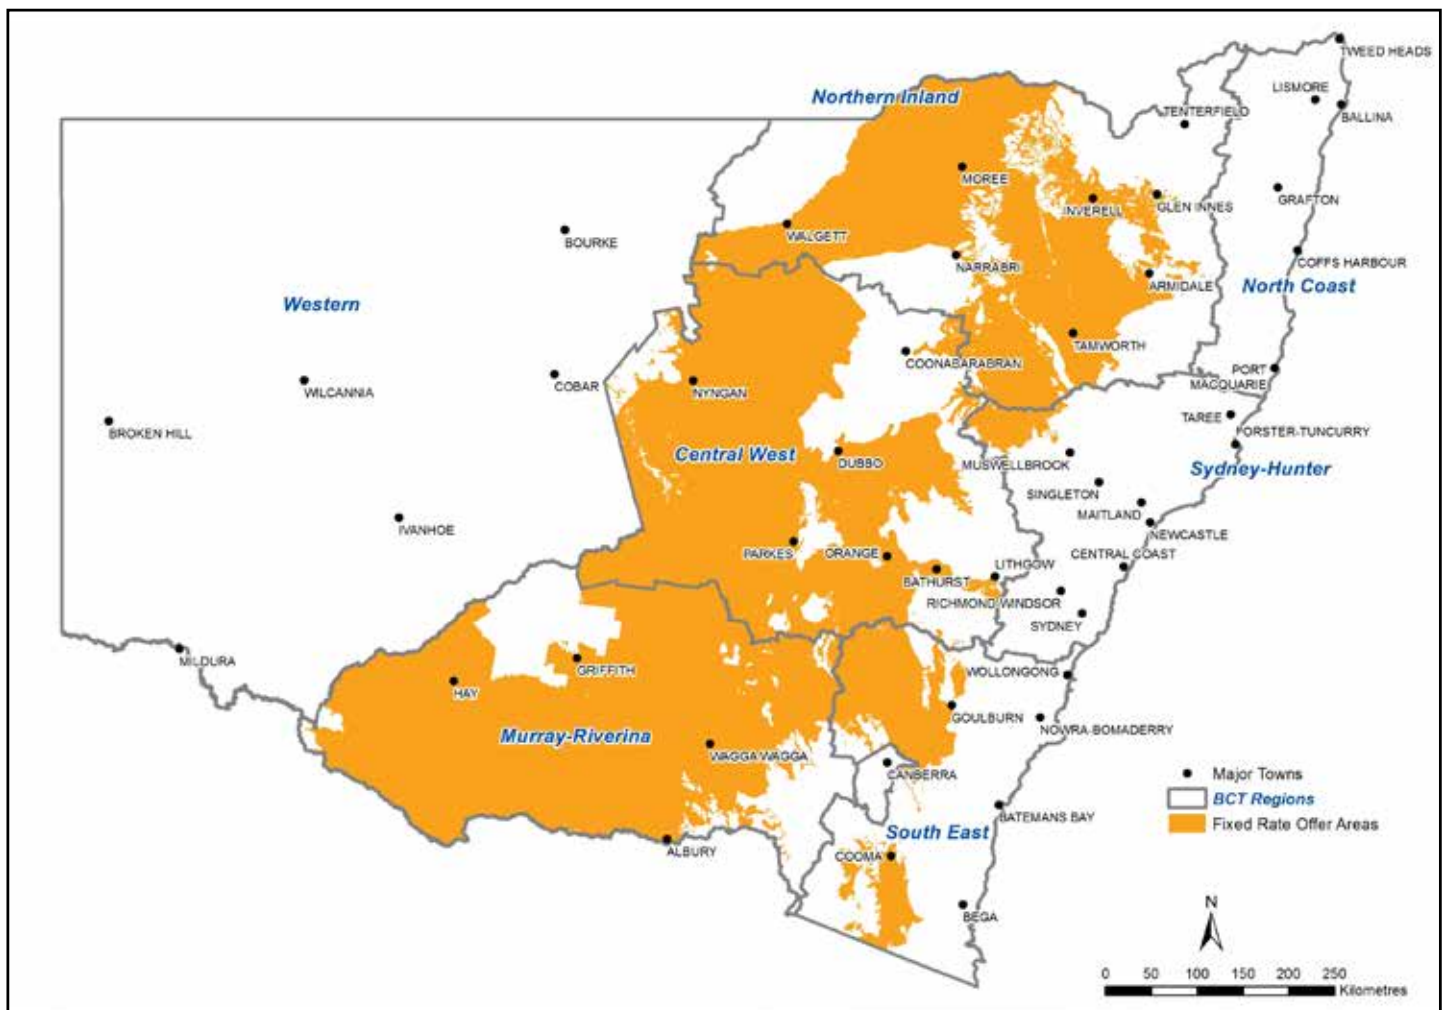 TWEED HEADS
LISMORE
Northern Inland
BALLINA
TENTERFIELD
MOREE
GRAFTON
INVERELL
GLEN INNES
WALGETT
BOURKE
COFFS HARBOUR
NARRABRI
ARMIDALE
North Coast
Western
TAMWORTH
COONABARABRAN
PORT
MACQUARIE
COBAR
NYNGAN
WILCANNIA
TAREE
BROKEN HILL
FORSTER-TUNCURRY
Central West
DUBBO
MUSWELLBROOK
Sydney-Hunter
SINGLETON
MAITLAND
IVANHOE
NEWCASTLE
PARKES
ORANGE
CENTRAL COAST
LITHGOW
BATHURST
RICHMOND WINDSOR
SYDNEY
MILDURA
GRIFFITH
WOLLONGONG
HAY
GOULBURN
NOWRA-BOMADERRY
Murray-Riverina
WAGGA WAGGA
CANBERRA
Major Towns
BCT Regions
Fixed Rate Offer Areas
BATEMANS BAY
South East
ALBURY
COOMA
BEGA
N
0 50 100 150 200 250
Kilometres